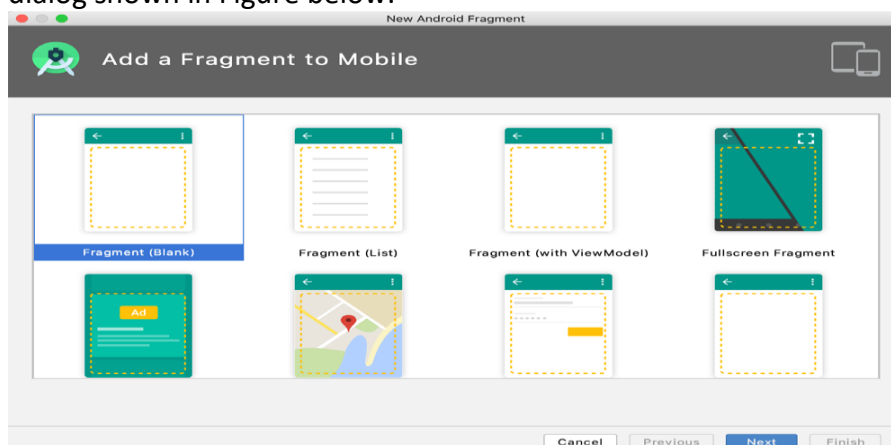 dialog shown in Figure below.
New Android Fragment
Add a Fragment to Mobile
Fragment (Blank)
Fragment (List)
Fragment (with ViewModel)
Fullscreen Fragment
Ad
Cancel
Previous
Next
Finish